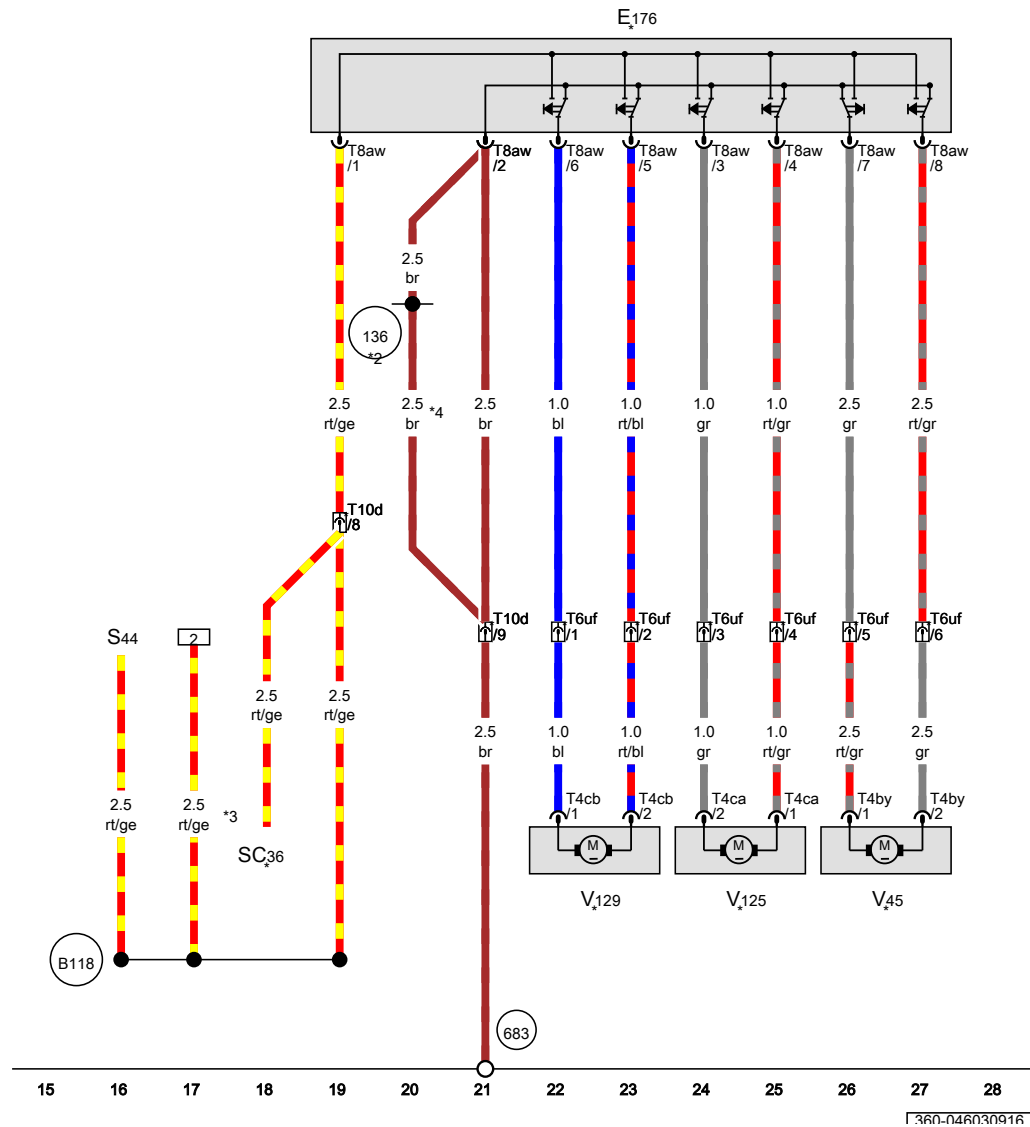 E176
*
T8aw /1
T8aw /2
T8aw /6
T8aw /5
T8aw /3
T8aw /4
T8aw /7
T8aw /8
2.5 br
136
*2
2.5 rt/ge
2.5 br
*4
2.5 br
1.0 bl
1.0 rt/bl
1.0 gr
1.0 rt/gr
2.5 gr
2.5 rt/gr
T10d /8
T10d /9
T6uf /1
T6uf /2
T6uf /3
T6uf /4
T6uf /5
T6uf /6
S44
2
2.5 rt/ge
2.5 rt/ge
2.5 br
1.0 bl
1.0 rt/bl
1.0 gr
1.0 rt/gr
2.5 rt/gr
2.5 gr
2.5 rt/ge
2.5 rt/ge
*3
T4cb /1
T4cb /2
T4ca /2
T4ca /1
T4by /1
T4by /2
M
M
M
SC36
*
V129
*
V125
*
V45
*
B118
683
15 16 17 18 19 20 21 22 23 24 25 26 27 28
360-046030916